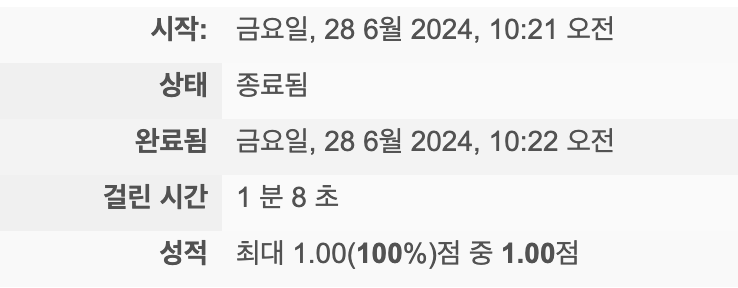 시작: 금요일, 28 6월 2024, 10:21 오전
상태 종료됨
완료됨 금요일, 28 6월 2024, 10:22 오전
걸린 시간 1 분 8 초
성적 최대 1.00(100%)점 중 1.00점